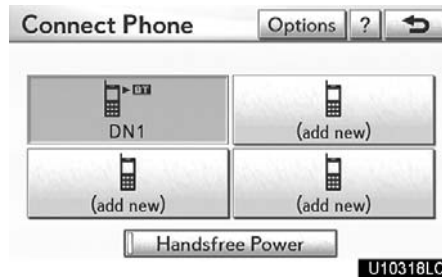 Connect Phone Options ?
BT
DN1 (add new)
(add new) (add new)
Handsfree Power
U10318LC